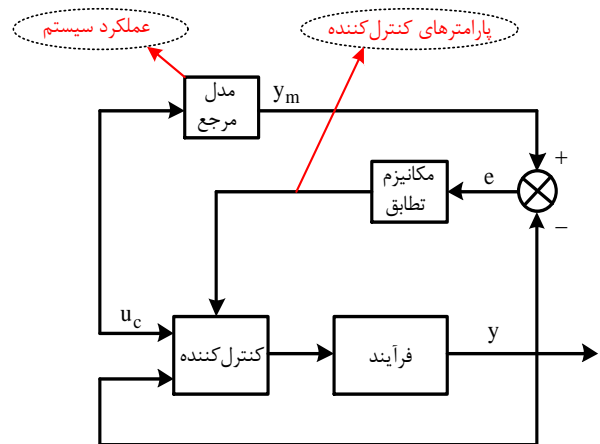 پارامترهای کنترل‌کننده
عملکرد سیستم
مدل
مرجع
y_m
+
مکانیزم
تطابق
e
−
u_c
کنترل‌کننده
فرآیند
y